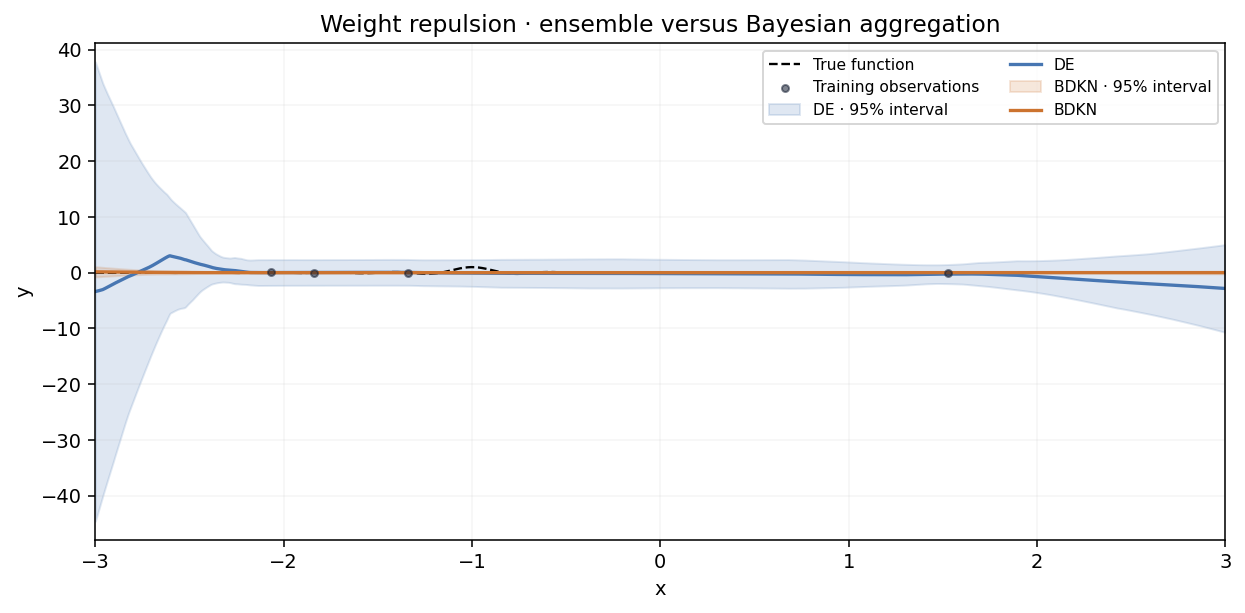 Weight repulsion · ensemble versus Bayesian aggregation
True function
Training observations
DE · 95% interval
DE
BDKN · 95% interval
BDKN
40
30
20
10
0
−10
−20
−30
−40
y
−3
−2
−1
0
1
2
3
x